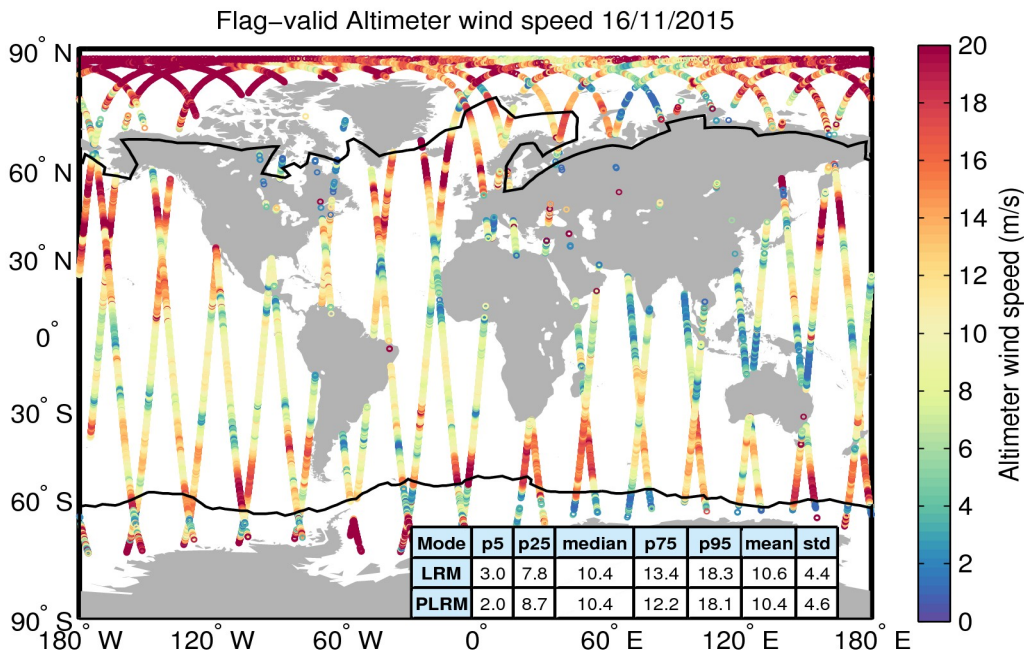 Flag−valid Altimeter wind speed 16/11/2015
90° N
60° N
30° N
0°
30° S
60° S
90° S
180° W
120° W
60° W
0°
60° E
120° E
180° E
Mode p5 p25 median p75 p95 mean std
LRM 3.0 7.8 10.4 13.4 18.3 10.6 4.4
PLRM 2.0 8.7 10.4 12.2 18.1 10.4 4.6
20
18
16
14
12
10
8
6
4
2
0
Altimeter wind speed (m/s)